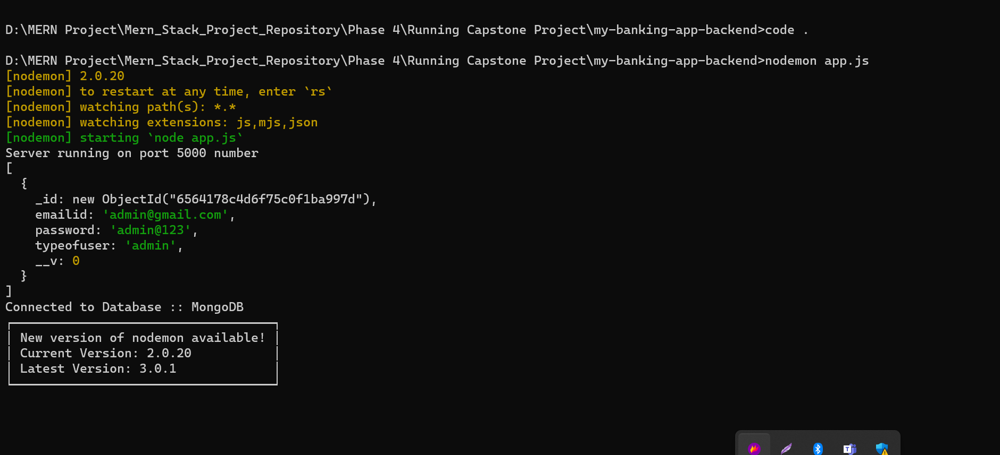 D:\MERN Project\Mern_Stack_Project_Repository\Phase 4\Running Capstone Project\my-banking-app-backend>code .
D:\MERN Project\Mern_Stack_Project_Repository\Phase 4\Running Capstone Project\my-banking-app-backend>nodemon app.js
[nodemon] 2.0.20
[nodemon] to restart at any time, enter `rs`
[nodemon] watching path(s): *.*
[nodemon] watching extensions: js,mjs,json
[nodemon] starting `node app.js`
Server running on port 5000 number
[
  {
    _id: new ObjectId("6564178c4d6f75c0f1ba997d"),
    emailid: 'admin@gmail.com',
    password: 'admin@123',
    typeofuser: 'admin',
    __v: 0
  }
]
Connected to Database :: MongoDB
New version of nodemon available!
Current Version: 2.0.20
Latest Version: 3.0.1
T